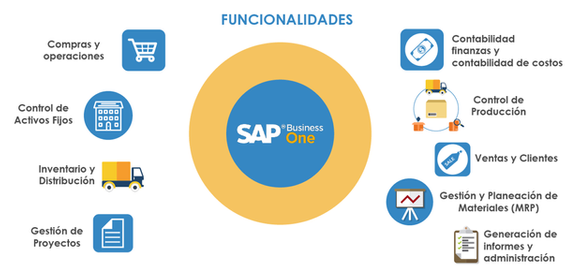 FUNCIONALIDADES
Compras y
operaciones
Control de
Activos Fijos
Inventario y
Distribución
Gestión de
Proyectos
SAP® Business
One
Contabilidad
finanzas y
contabilidad de costos
Control de
Producción
SALE
Ventas y Clientes
Gestión y Planeación de
Materiales (MRP)
Generación de
informes y
administración